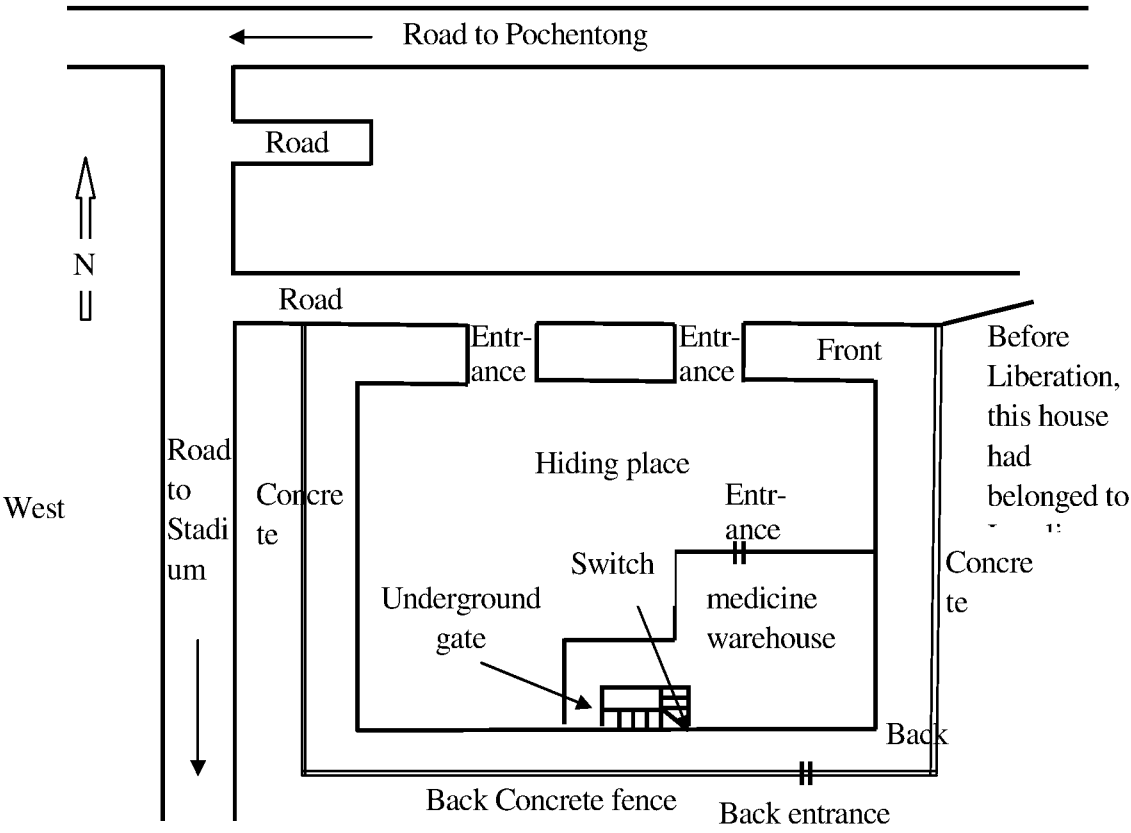 Road to Pochentong
Road
N
Road
Entr-
ance
Entr-
ance
Front
Before
Liberation,
this house
had
belonged to
West
Road
to
Stadi
um
Concre
te
Hiding place
Entr-
ance
Switch
Underground
gate
medicine
warehouse
Concre
te
Back
Back Concrete fence
Back entrance